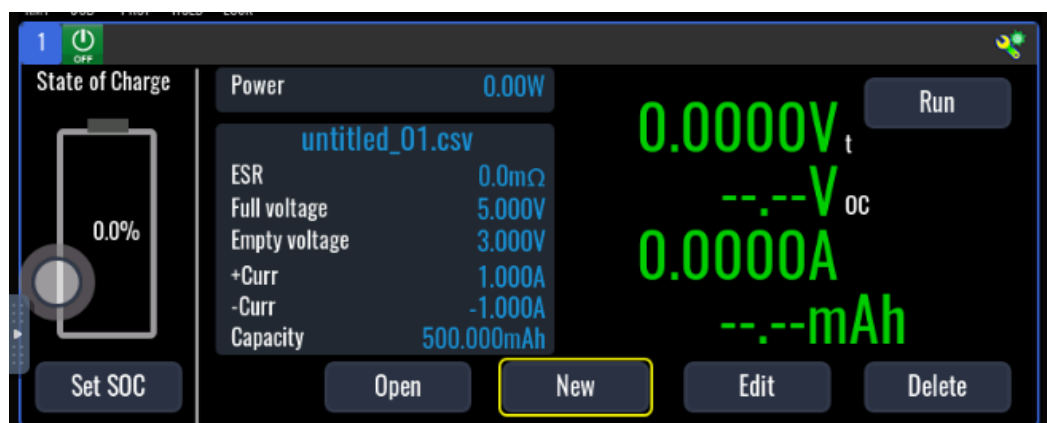 1 OFF
State of Charge
0.0%
Set SOC
Power 0.00W
untitled_01.csv
ESR 0.0mΩ
Full voltage 5.000V
Empty voltage 3.000V
+Curr 1.000A
-Curr -1.000A
Capacity 500.000mAh
0.0000V t
--.--V oc
0.0000A
--.--mAh
Run
Open New Edit Delete